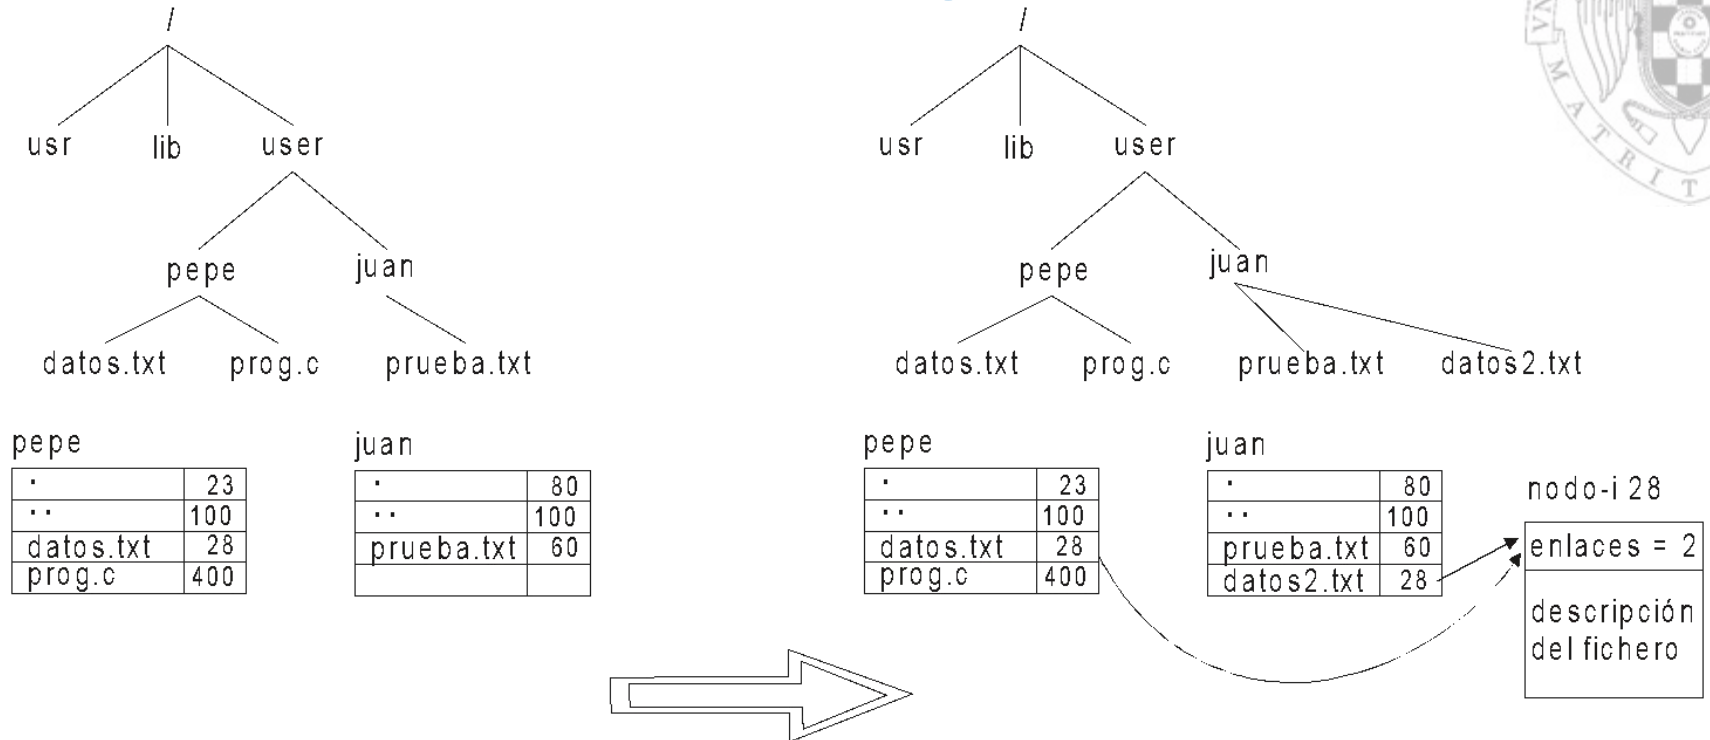 /
usr lib user
pepe juan
datos.txt prog.c prueba.txt
pepe
. 23
.. 100
datos.txt 28
prog.c 400
juan
. 80
.. 100
prueba.txt 60
/
usr lib user
pepe juan
datos.txt prog.c prueba.txt datos2.txt
pepe
. 23
.. 100
datos.txt 28
prog.c 400
juan
. 80
.. 100
prueba.txt 60
datos2.txt 28
nodo-i 28
enlaces = 2
descripción
del fichero
VN
MATRIT